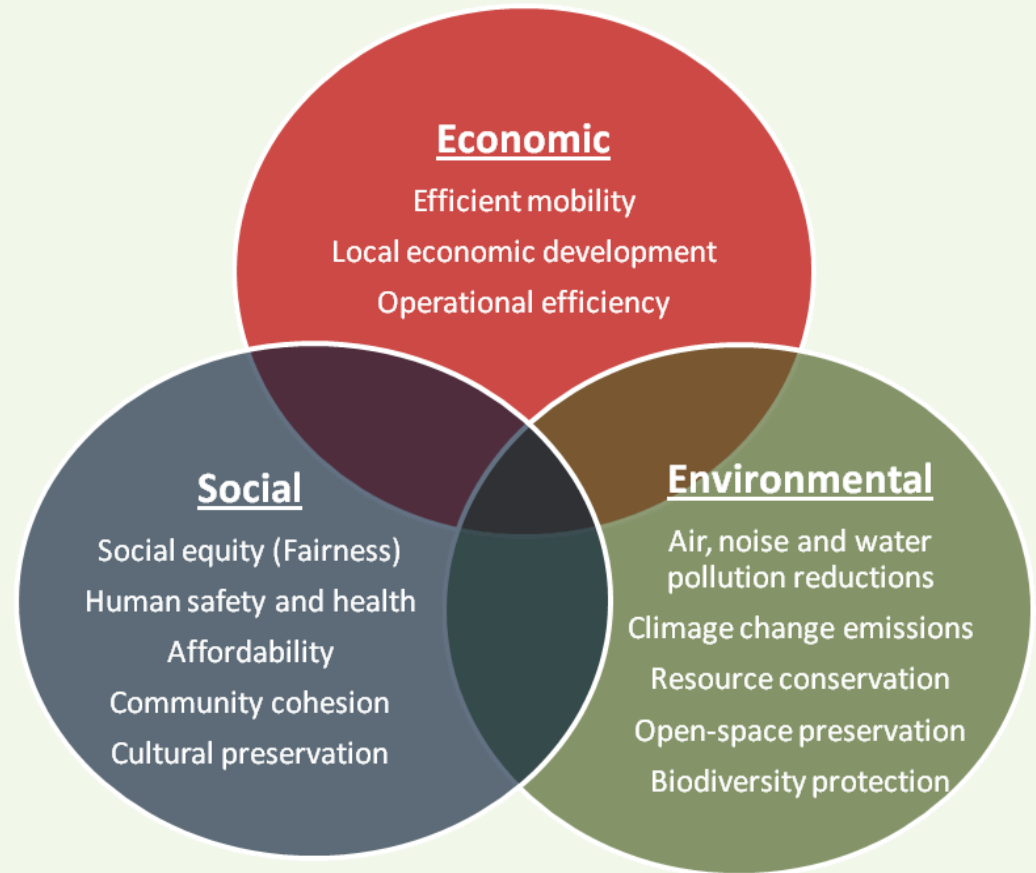 Economic
Efficient mobility
Local economic development
Operational efficiency
Social
Social equity (Fairness)
Human safety and health
Affordability
Community cohesion
Cultural preservation
Environmental
Air, noise and water
pollution reductions
Climage change emissions
Resource conservation
Open-space preservation
Biodiversity protection